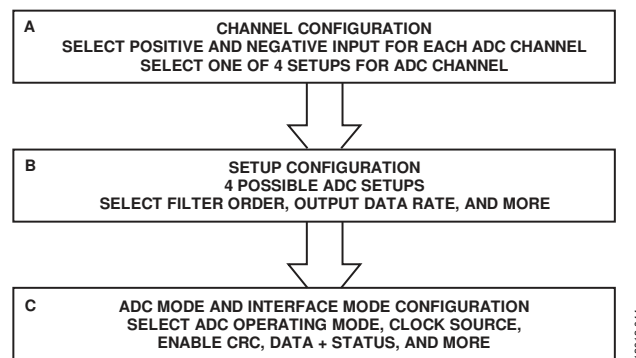 A
CHANNEL CONFIGURATION
SELECT POSITIVE AND NEGATIVE INPUT FOR EACH ADC CHANNEL
SELECT ONE OF 4 SETUPS FOR ADC CHANNEL
B
SETUP CONFIGURATION
4 POSSIBLE ADC SETUPS
SELECT FILTER ORDER, OUTPUT DATA RATE, AND MORE
C
ADC MODE AND INTERFACE MODE CONFIGURATION
SELECT ADC OPERATING MODE, CLOCK SOURCE,
ENABLE CRC, DATA + STATUS, AND MORE